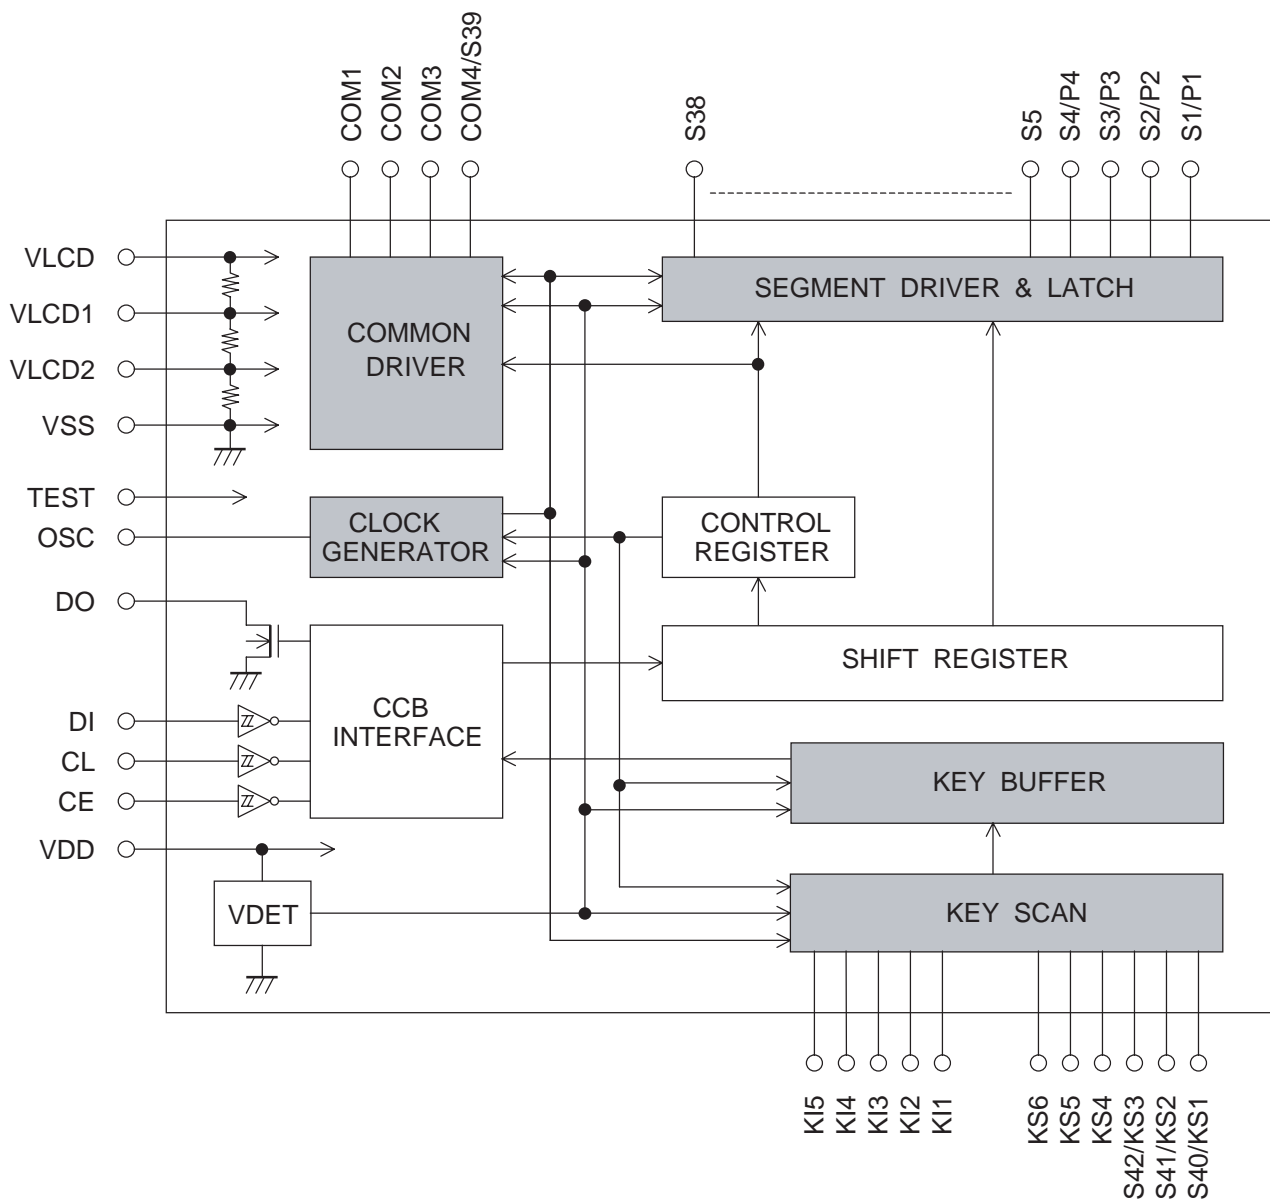 COM1
COM2
COM3
COM4/S39
S38
S5
S4/P4
S3/P3
S2/P2
S1/P1
VLCD
VLCD1
VLCD2
VSS
TEST
OSC
DO
DI
CL
CE
VDD
COMMON
DRIVER
SEGMENT DRIVER & LATCH
CLOCK
GENERATOR
CONTROL
REGISTER
SHIFT REGISTER
CCB
INTERFACE
KEY BUFFER
VDET
KEY SCAN
KI5
KI4
KI3
KI2
KI1
KS6
KS5
KS4
S42/KS3
S41/KS2
S40/KS1